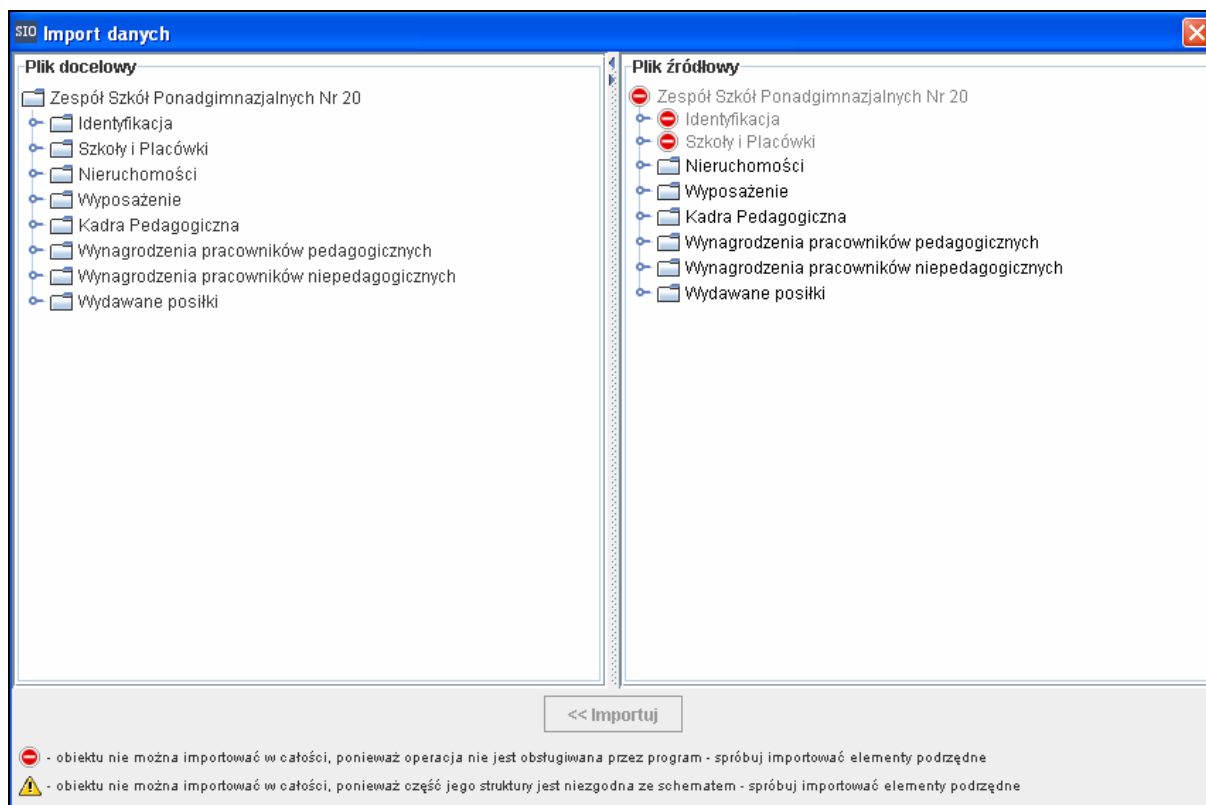 SIO Import danych
Plik docelowy
Zespół Szkół Ponadgimnazjalnych Nr 20
Identyfikacja
Szkoły i Placówki
Nieruchomości
Wyposażenie
Kadra Pedagogiczna
Wynagrodzenia pracowników pedagogicznych
Wynagrodzenia pracowników niepedagogicznych
Wydawane posiłki
Plik źródłowy
Zespół Szkół Ponadgimnazjalnych Nr 20
Identyfikacja
Szkoły i Placówki
Nieruchomości
Wyposażenie
Kadra Pedagogiczna
Wynagrodzenia pracowników pedagogicznych
Wynagrodzenia pracowników niepedagogicznych
Wydawane posiłki
<< Importuj
- obiektu nie można importować w całości, ponieważ operacja nie jest obsługiwana przez program - spróbuj importować elementy podrzędne
- obiektu nie można importować w całości, ponieważ część jego struktury jest niezgodna ze schematem - spróbuj importować elementy podrzędne